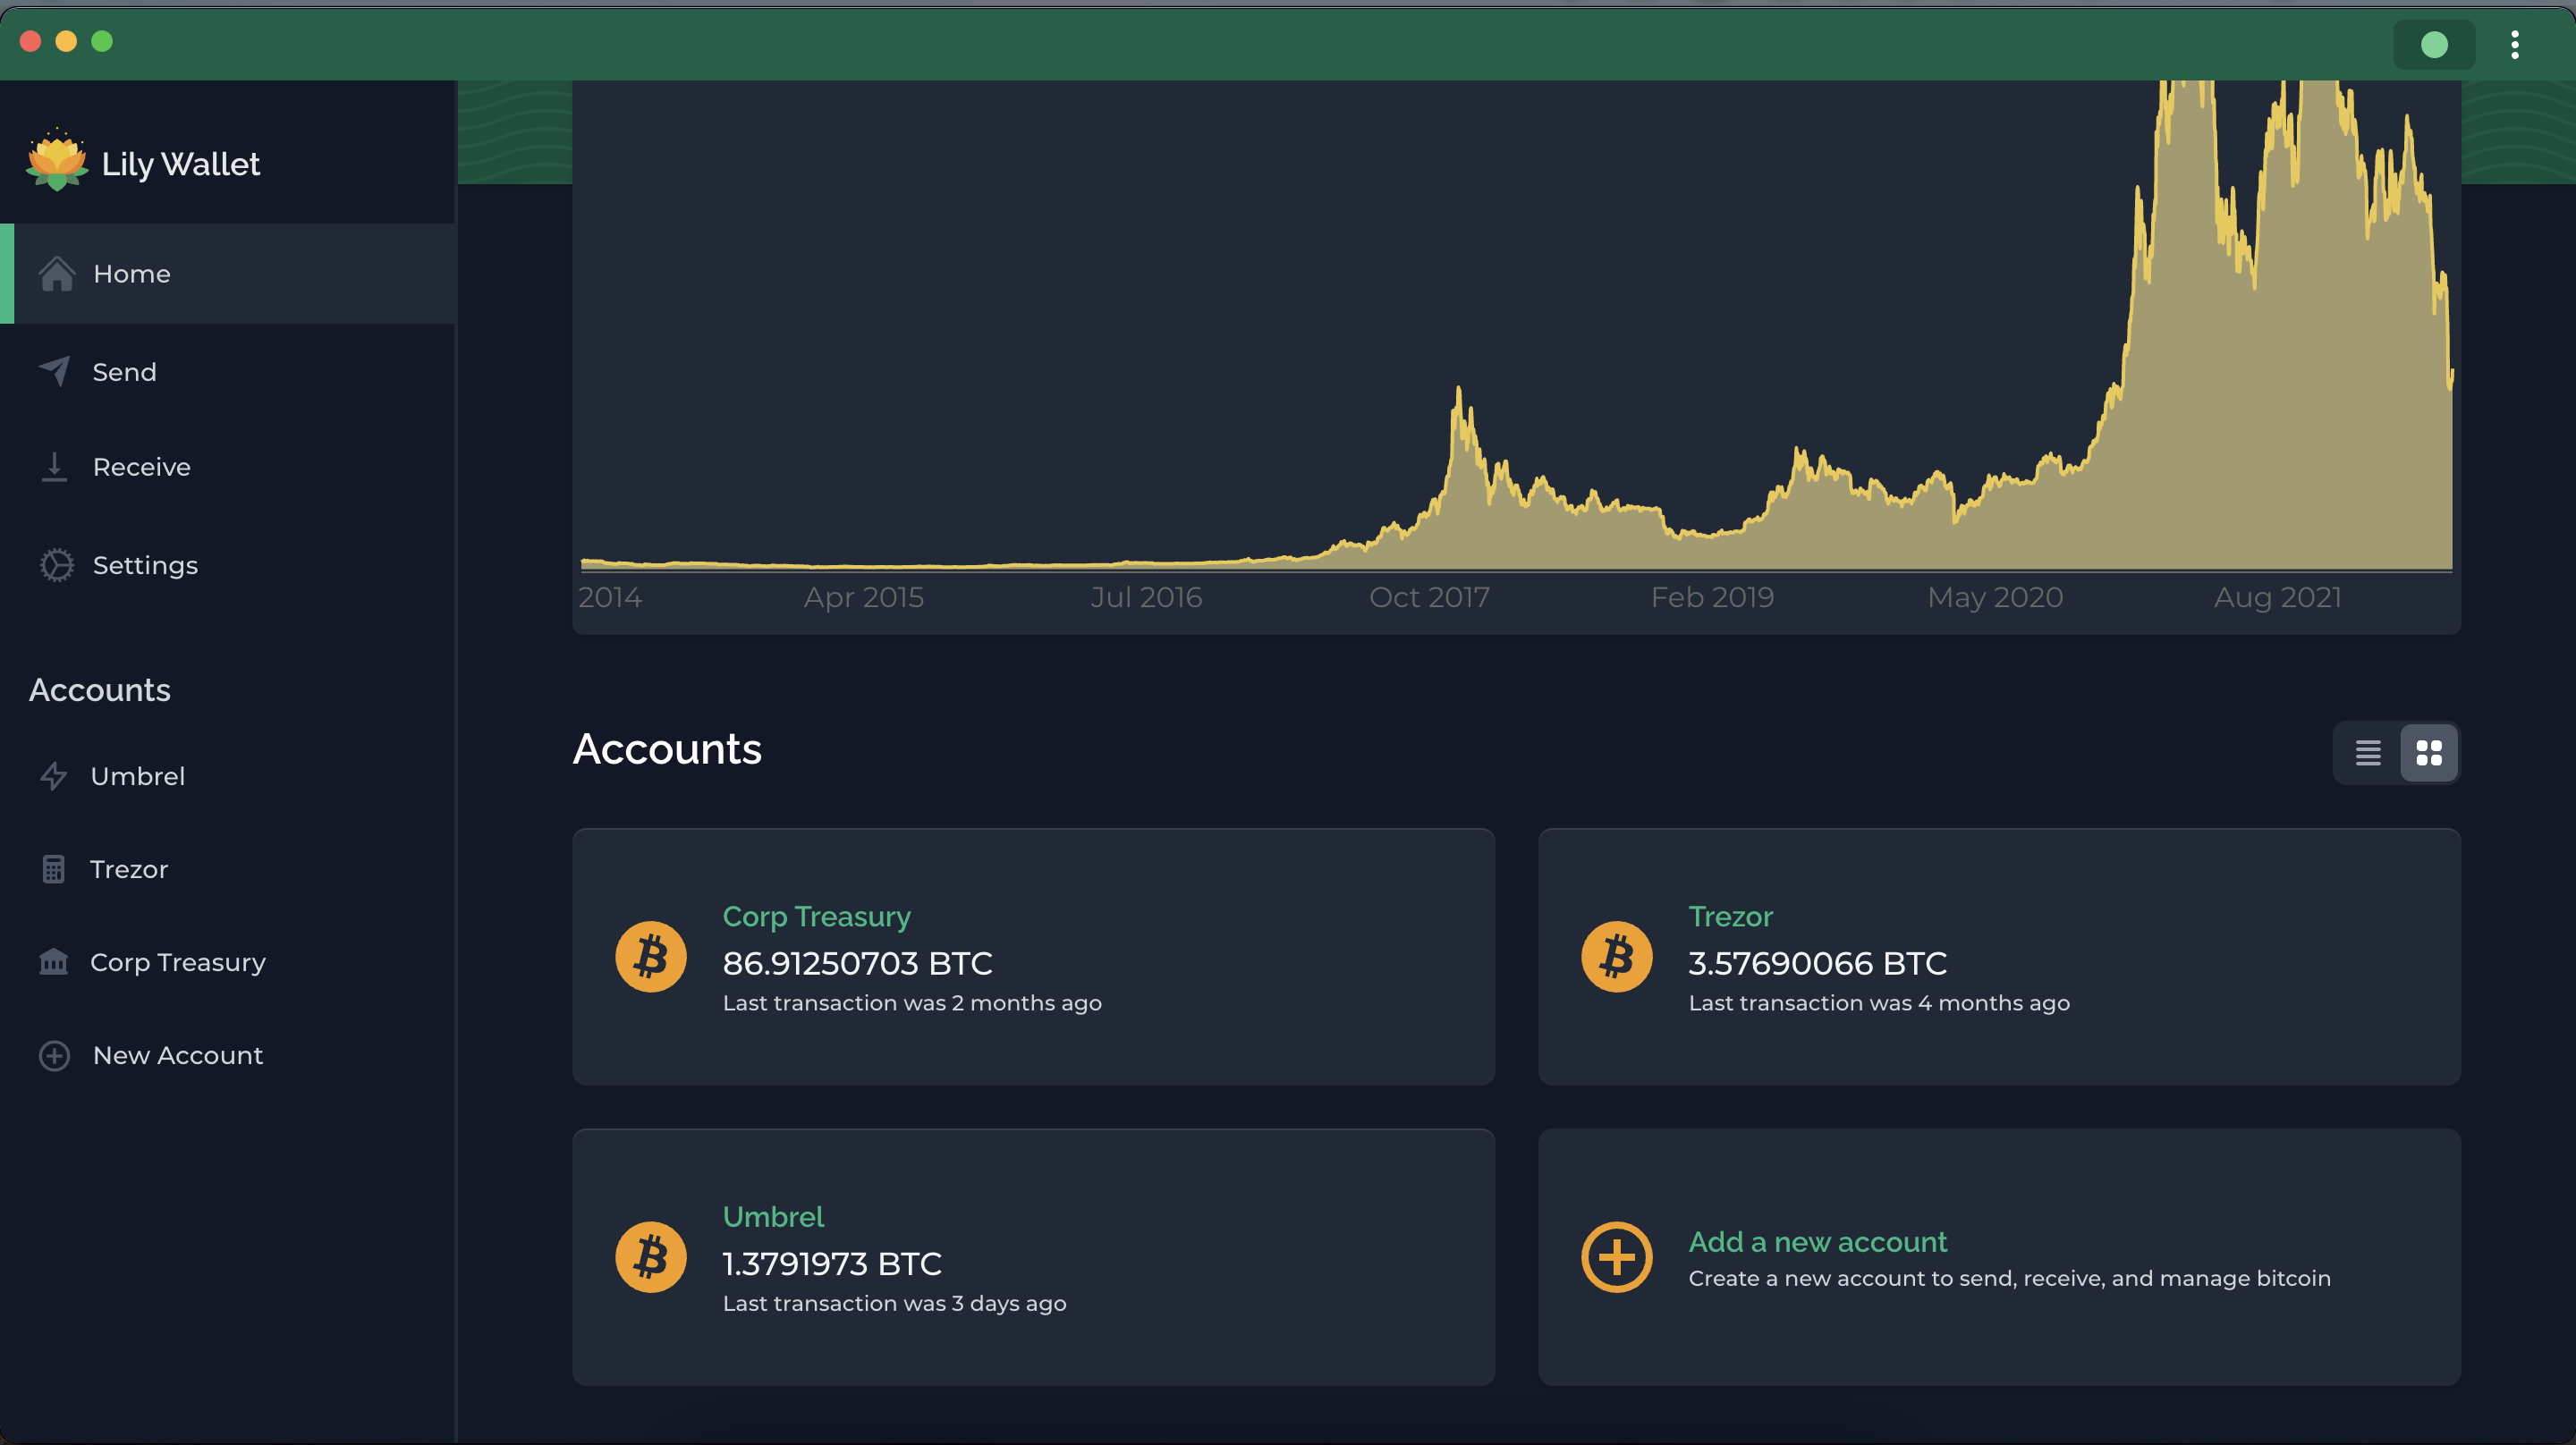 Lily Wallet
Home
Send
Receive
Settings
Accounts
Umbrel
Trezor
Corp Treasury
New Account
2014 Apr 2015 Jul 2016 Oct 2017 Feb 2019 May 2020 Aug 2021
Accounts
Corp Treasury
86.91250703 BTC
Last transaction was 2 months ago
Trezor
3.57690066 BTC
Last transaction was 4 months ago
Umbrel
1.3791973 BTC
Last transaction was 3 days ago
Add a new account
Create a new account to send, receive, and manage bitcoin